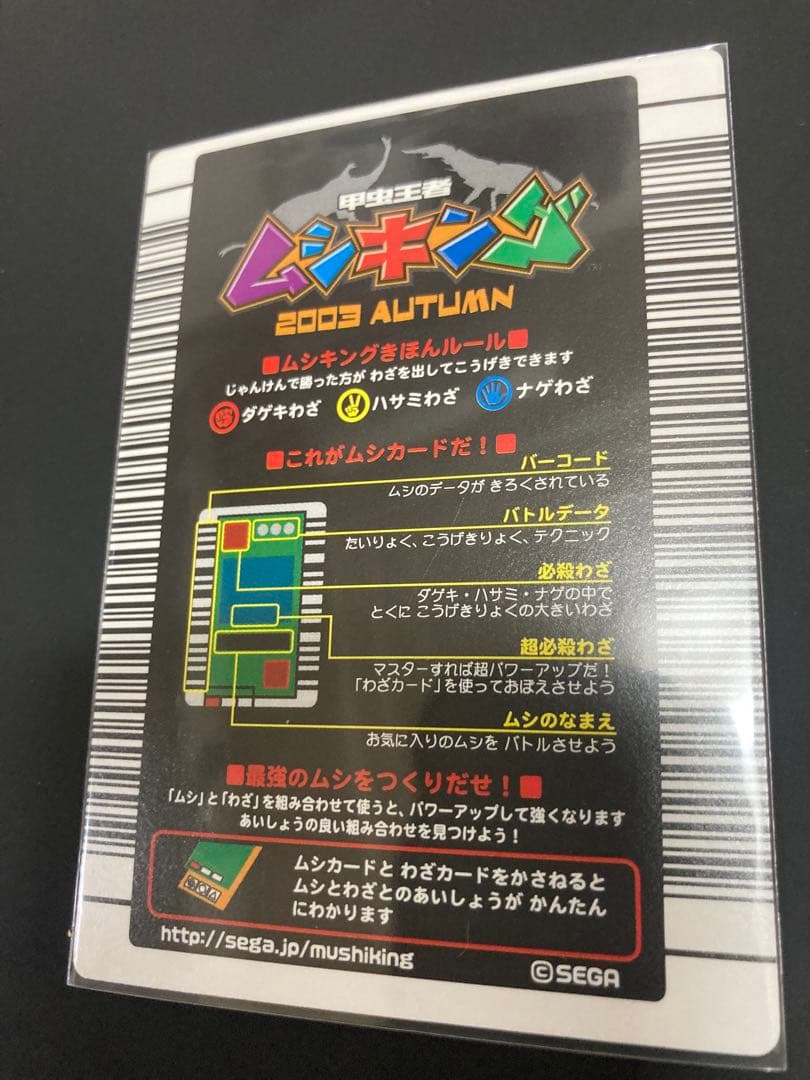 甲虫王者
ムシキング
2003 AUTUMN
■ムシキングきほんルール■
じゃんけんで勝った方が わざを出してこうげきできます
ダゲキわざ ハサミわざ ナゲわざ
■これがムシカードだ！■
バーコード
ムシのデータが きろくされている
バトルデータ
たいりょく、こうげきりょく、テクニック
必殺わざ
ダゲキ・ハサミ・ナゲの中で
とくに こうげきりょくの大きいわざ
超必殺わざ
マスターすれば超パワーアップだ！
「わざカード」を使っておぼえさせよう
ムシのなまえ
お気に入りのムシを バトルさせよう
■最強のムシをつくりだせ！■
「ムシ」と「わざ」を組み合わせて使うと、パワーアップして強くなります
あいしょうの良い組み合わせを見つけよう！
ムシカードと わざカードをかさねると
ムシとわざとのあいしょうが かんたん
にわかります
http://sega.jp/mushiking
©SEGA